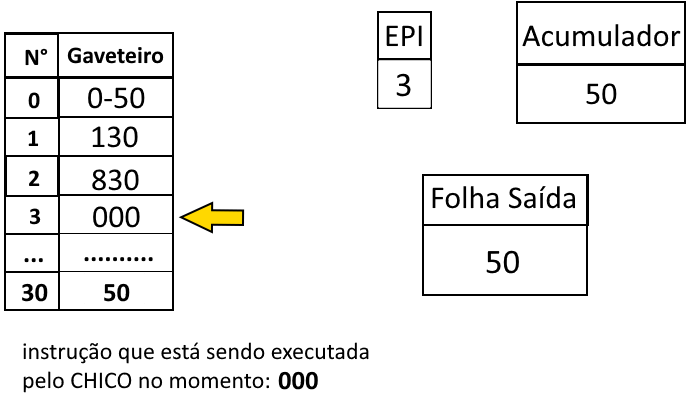 N° Gaveteiro
0 0-50
1 130
2 830
3 000
... ..........
30 50
EPI
3
Acumulador
50
Folha Saída
50
instrução que está sendo executada
pelo CHICO no momento: 000